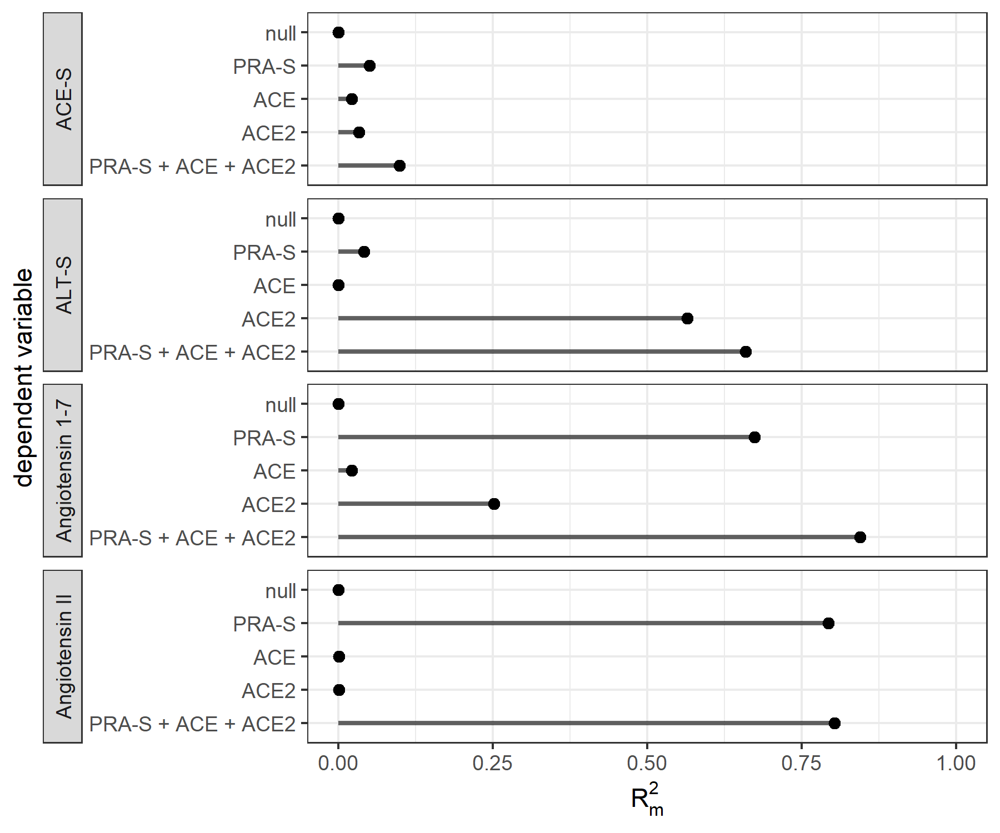 dependent variable
ACE-S
null
PRA-S
ACE
ACE2
PRA-S + ACE + ACE2
ALT-S
null
PRA-S
ACE
ACE2
PRA-S + ACE + ACE2
Angiotensin 1-7
null
PRA-S
ACE
ACE2
PRA-S + ACE + ACE2
Angiotensin II
null
PRA-S
ACE
ACE2
PRA-S + ACE + ACE2
0.00 0.25 0.50 0.75 1.00
R²ₘ